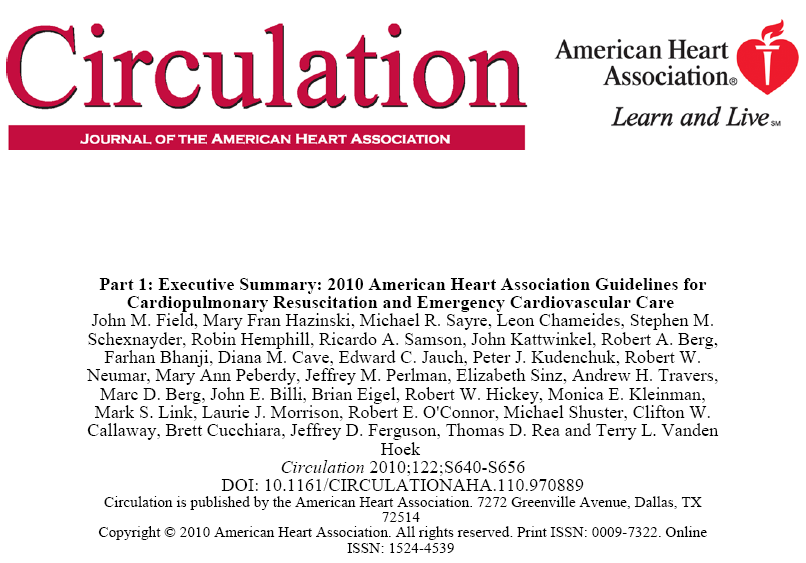 Circulation
JOURNAL OF THE AMERICAN HEART ASSOCIATION
American Heart
Association®
Learn and Live℠
Part 1: Executive Summary: 2010 American Heart Association Guidelines for
Cardiopulmonary Resuscitation and Emergency Cardiovascular Care
John M. Field, Mary Fran Hazinski, Michael R. Sayre, Leon Chameides, Stephen M.
Schexnayder, Robin Hemphill, Ricardo A. Samson, John Kattwinkel, Robert A. Berg,
Farhan Bhanji, Diana M. Cave, Edward C. Jauch, Peter J. Kudenchuk, Robert W.
Neumar, Mary Ann Peberdy, Jeffrey M. Perlman, Elizabeth Sinz, Andrew H. Travers,
Marc D. Berg, John E. Billi, Brian Eigel, Robert W. Hickey, Monica E. Kleinman,
Mark S. Link, Laurie J. Morrison, Robert E. O'Connor, Michael Shuster, Clifton W.
Callaway, Brett Cucchiara, Jeffrey D. Ferguson, Thomas D. Rea and Terry L. Vanden
Hoek
Circulation 2010;122;S640-S656
DOI: 10.1161/CIRCULATIONAHA.110.970889
Circulation is published by the American Heart Association. 7272 Greenville Avenue, Dallas, TX
72514
Copyright © 2010 American Heart Association. All rights reserved. Print ISSN: 0009-7322. Online
ISSN: 1524-4539